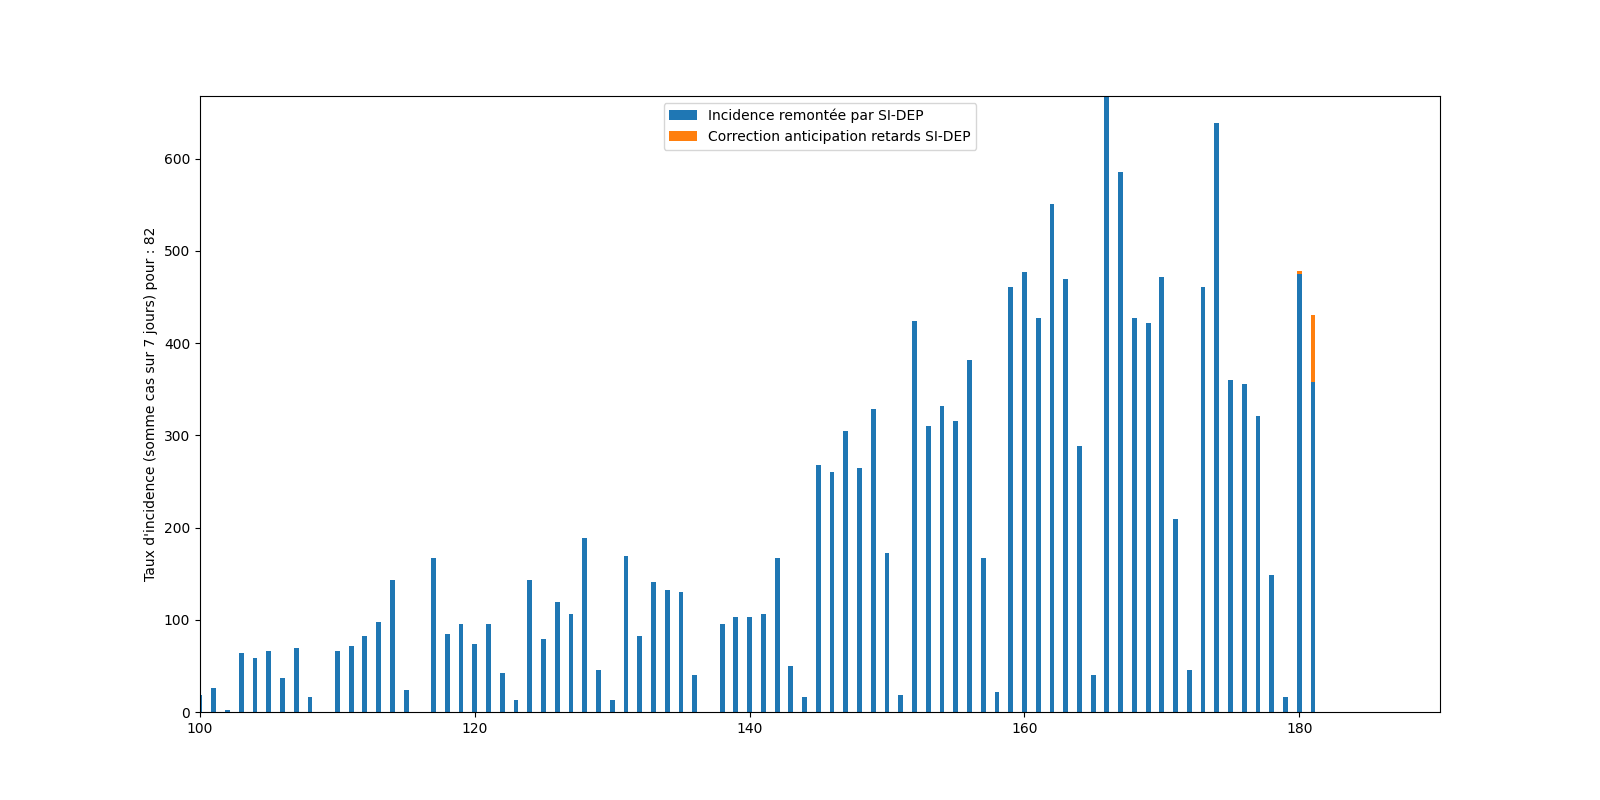 Incidence remontée par SI-DEP
Correction anticipation retards SI-DEP
Taux d'incidence (somme cas sur 7 jours) pour : 82
600
500
400
300
200
100
0
100 120 140 160 180